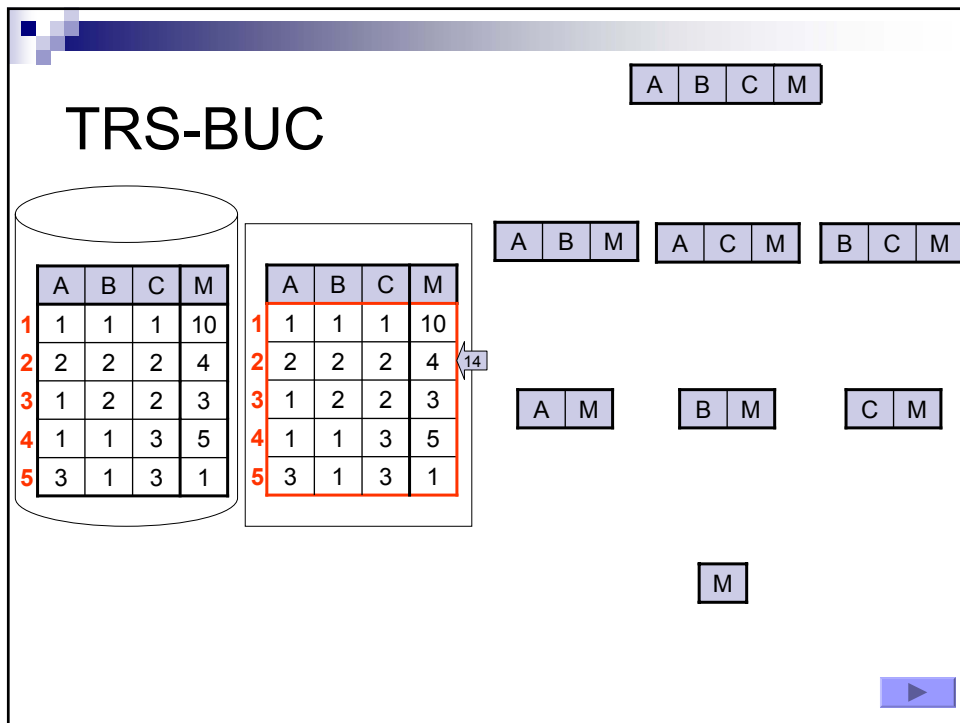 A B C M
TRS-BUC
A B M A C M B C M
A B C M A B C M
1 1 1 1 10 1 1 1 1 10
2 2 2 2 4 2 2 2 2 4 14
3 1 2 2 3 3 1 2 2 3
4 1 1 3 5 4 1 1 3 5
5 3 1 3 1 5 3 1 3 1
A M B M C M
M